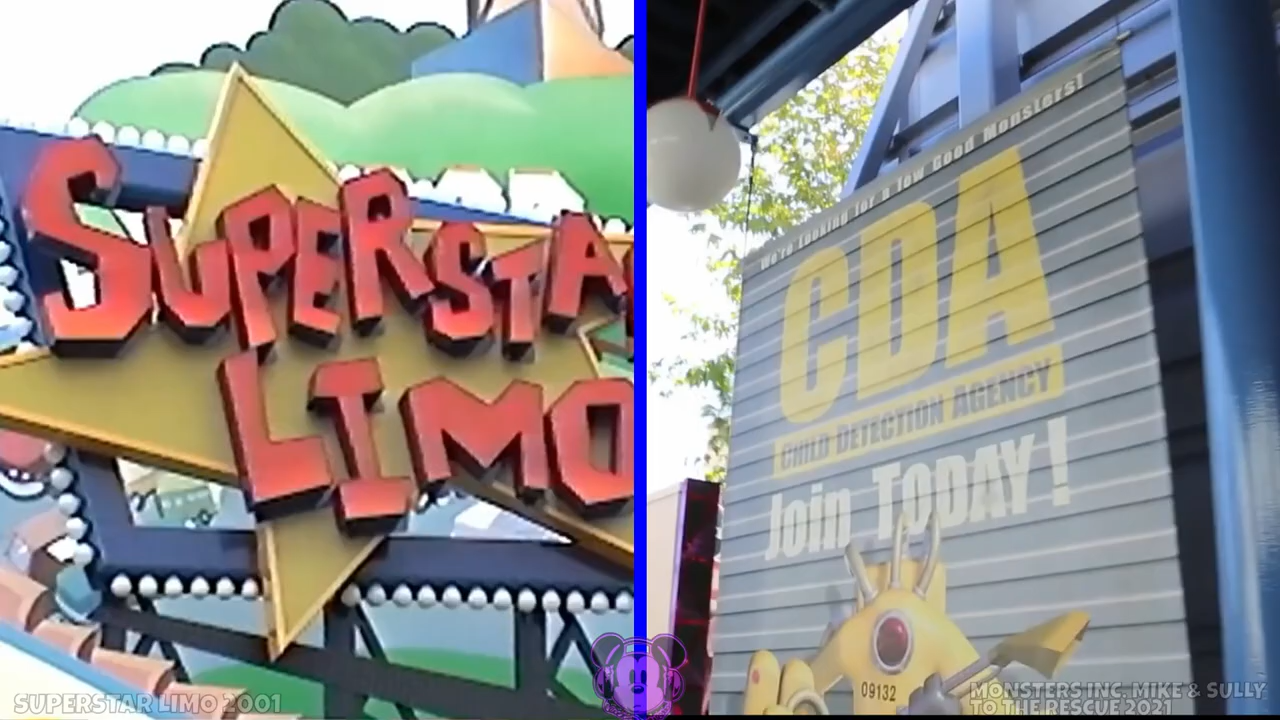 SUPERSTA
LIMO
SUPERSTAR LIMO 2001
We're Looking for a few Good Monsters!
CDA
CHILD DETECTION AGENCY
Join TODAY!
09132
MONSTERS INC. MIKE & SULLY
TO THE RESCUE 2021